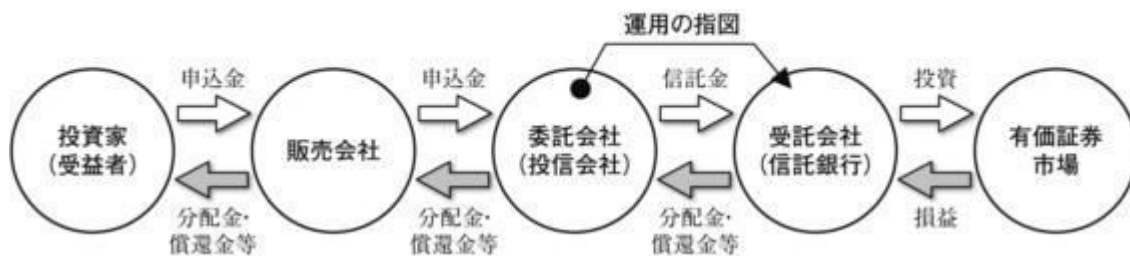 運用の指図
申込金
申込金
信託金
投資
投資家
(受益者)
販売会社
委託会社
(投信会社)
受託会社
(信託銀行)
有価証券
市場
分配金・
償還金等
分配金・
償還金等
分配金・
償還金等
損益